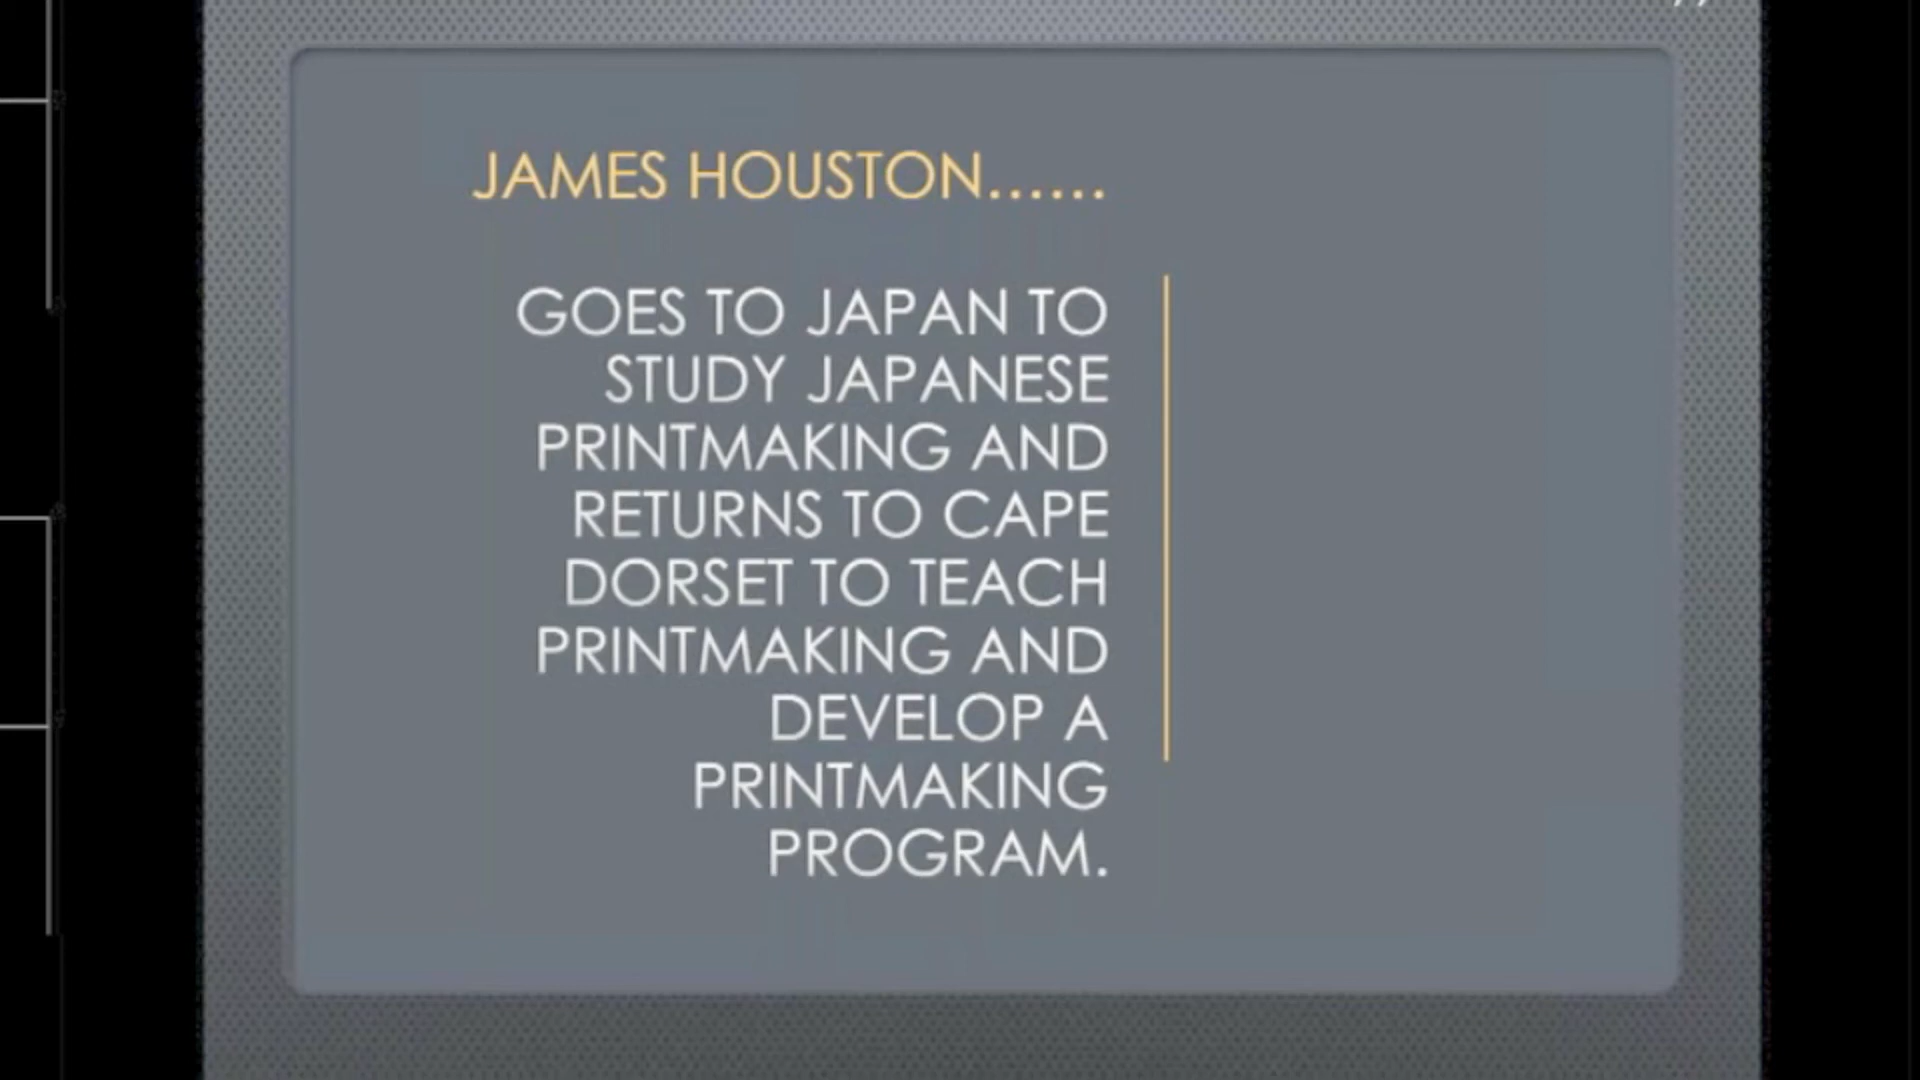 JAMES HOUSTON......
GOES TO JAPAN TO
STUDY JAPANESE
PRINTMAKING AND
RETURNS TO CAPE
DORSET TO TEACH
PRINTMAKING AND
DEVELOP A
PRINTMAKING
PROGRAM.